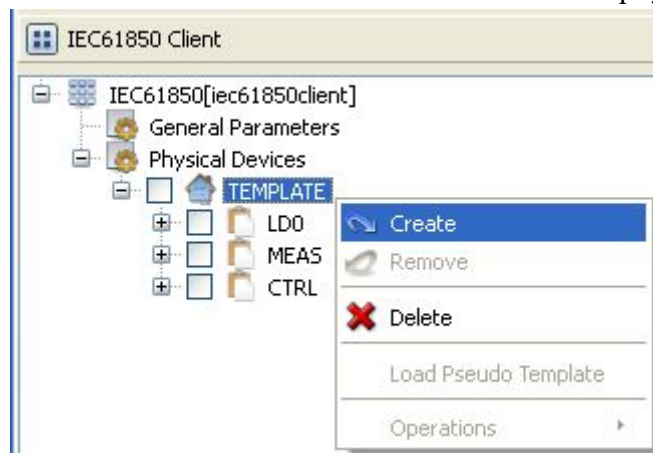 IEC61850 Client
IEC61850[iec61850client]
General Parameters
Physical Devices
TEMPLATE
LD0
MEAS
CTRL
Create
Remove
Delete
Load Pseudo Template
Operations